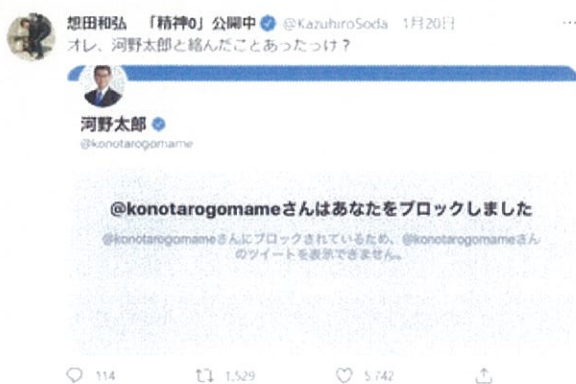 想田和弘 「精神0」公開中 @KazuhiroSoda 1月20日
オレ、河野太郎と絡んだことあったっけ？
河野太郎
@konotarogomame
@konotarogomameさんはあなたをブロックしました
@konotarogomameさんにブロックされているため、@konotarogomameさん
のツイートを表示できません。
114 1,529 5,742